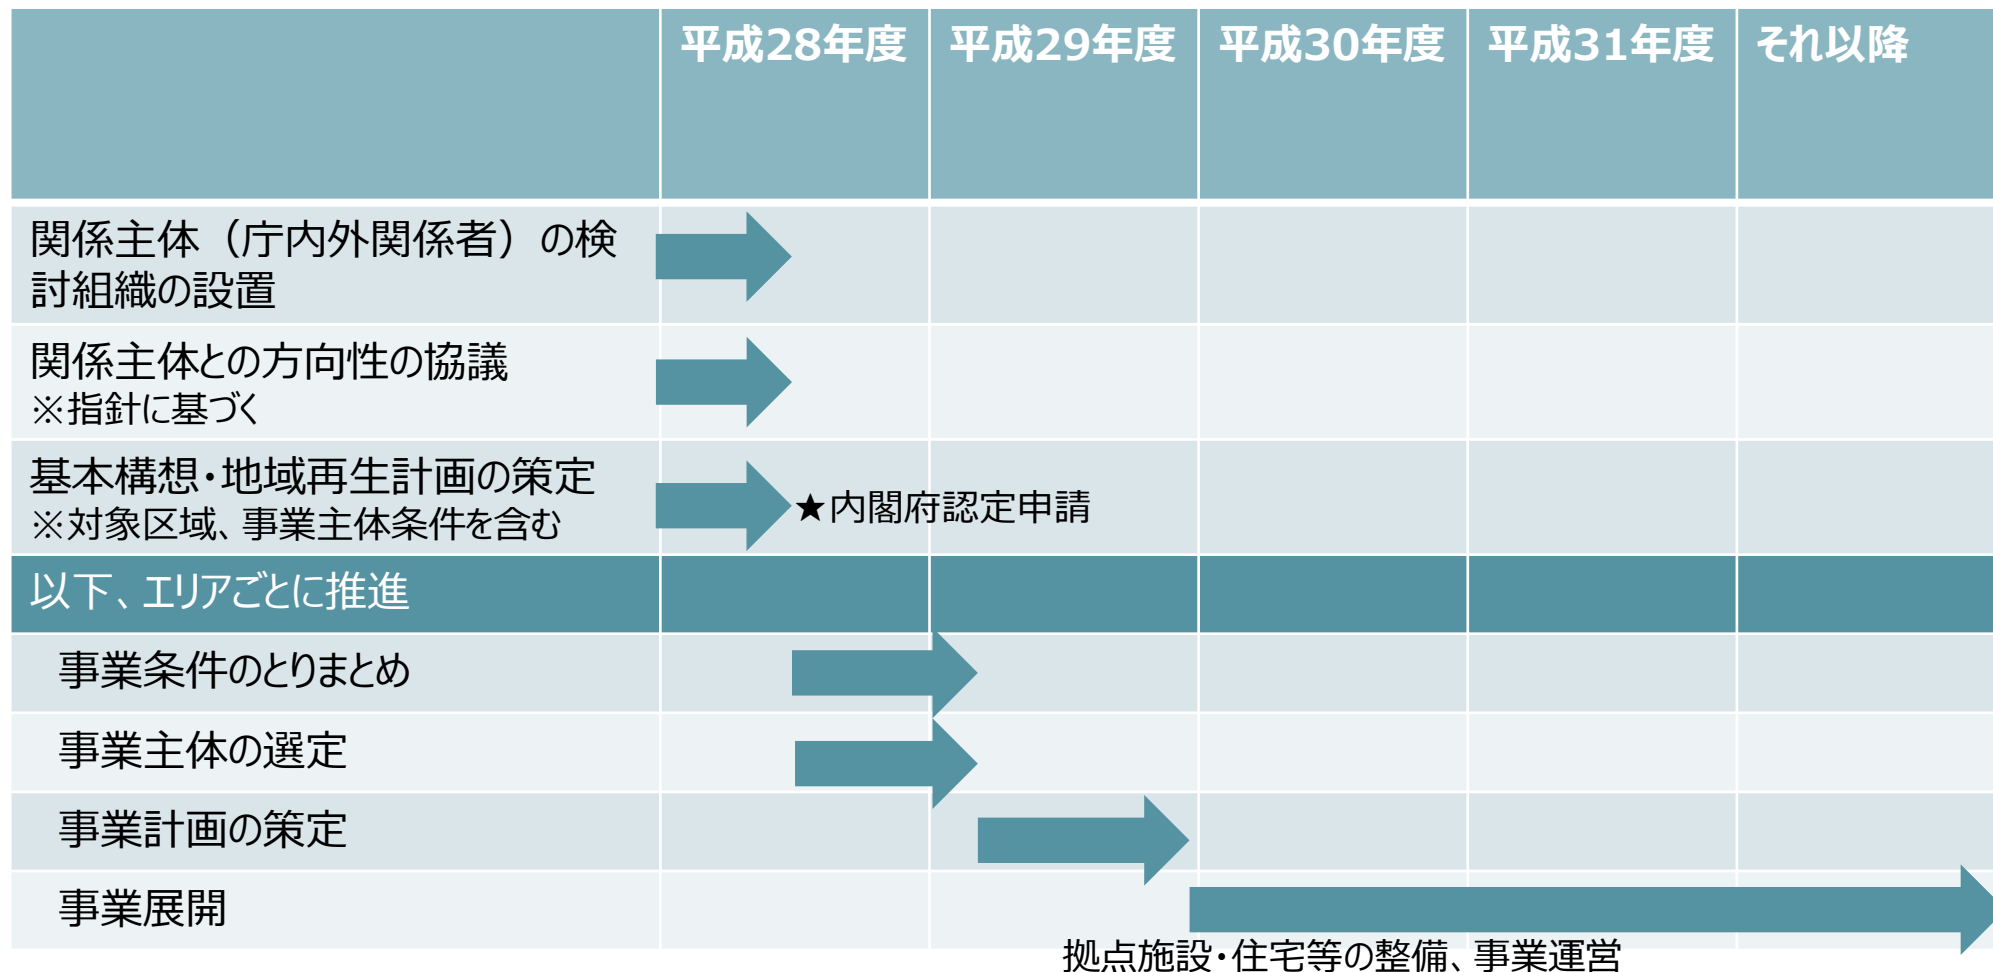 平成28年度 平成29年度 平成30年度 平成31年度 それ以降
関係主体（庁内外関係者）の検
討組織の設置
関係主体との方向性の協議
※指針に基づく
基本構想・地域再生計画の策定
※対象区域、事業主体条件を含む
★内閣府認定申請
以下、エリアごとに推進
事業条件のとりまとめ
事業主体の選定
事業計画の策定
事業展開
拠点施設・住宅等の整備、事業運営